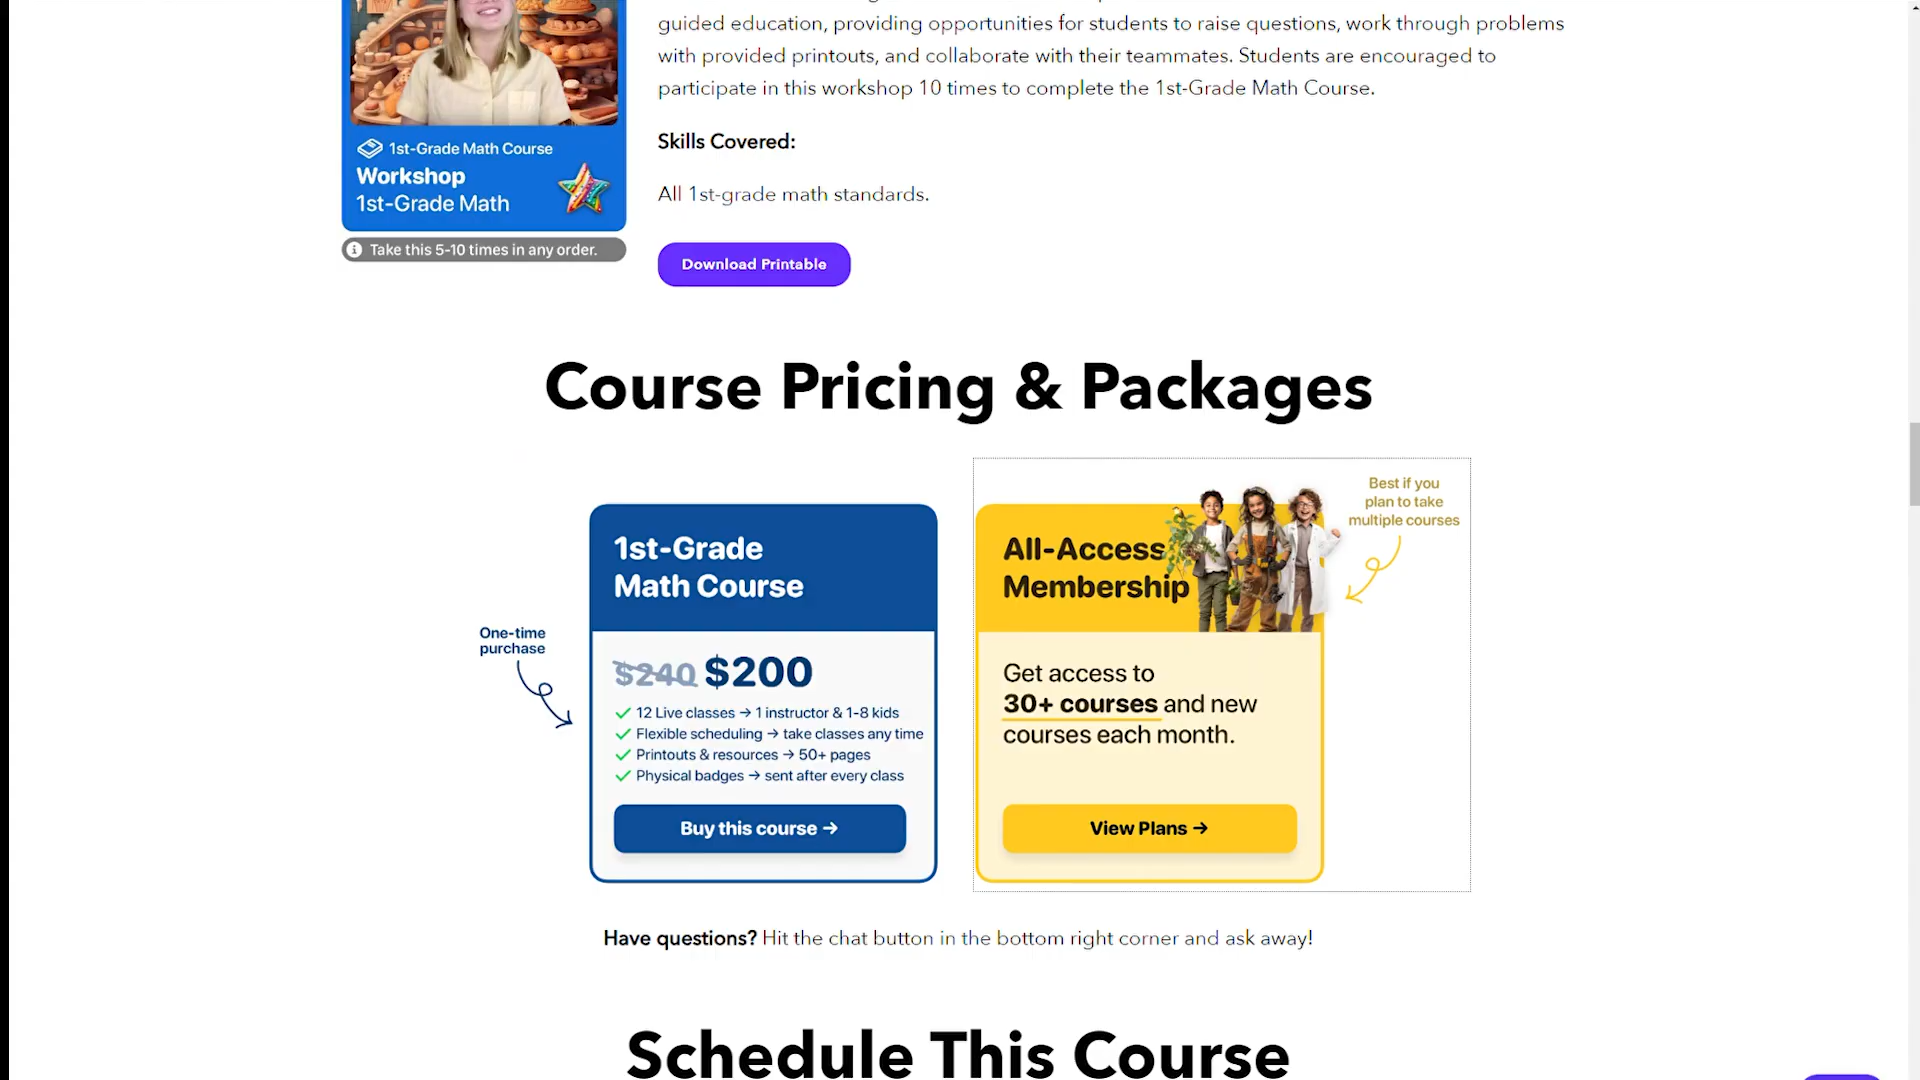 guided education, providing opportunities for students to raise questions, work through problems
with provided printouts, and collaborate with their teammates. Students are encouraged to
participate in this workshop 10 times to complete the 1st-Grade Math Course.
1st-Grade Math Course
Workshop
1st-Grade Math
Take this 5-10 times in any order.
Skills Covered:
All 1st-grade math standards.
Download Printable
Course Pricing & Packages
One-time
purchase
1st-Grade
Math Course
$240 $200
12 Live classes → 1 instructor & 1-8 kids
Flexible scheduling → take classes any time
Printouts & resources → 50+ pages
Physical badges → sent after every class
Buy this course →
All-Access
Membership
Best if you
plan to take
multiple courses
Get access to
30+ courses and new
courses each month.
View Plans →
Have questions? Hit the chat button in the bottom right corner and ask away!
Schedule This Course